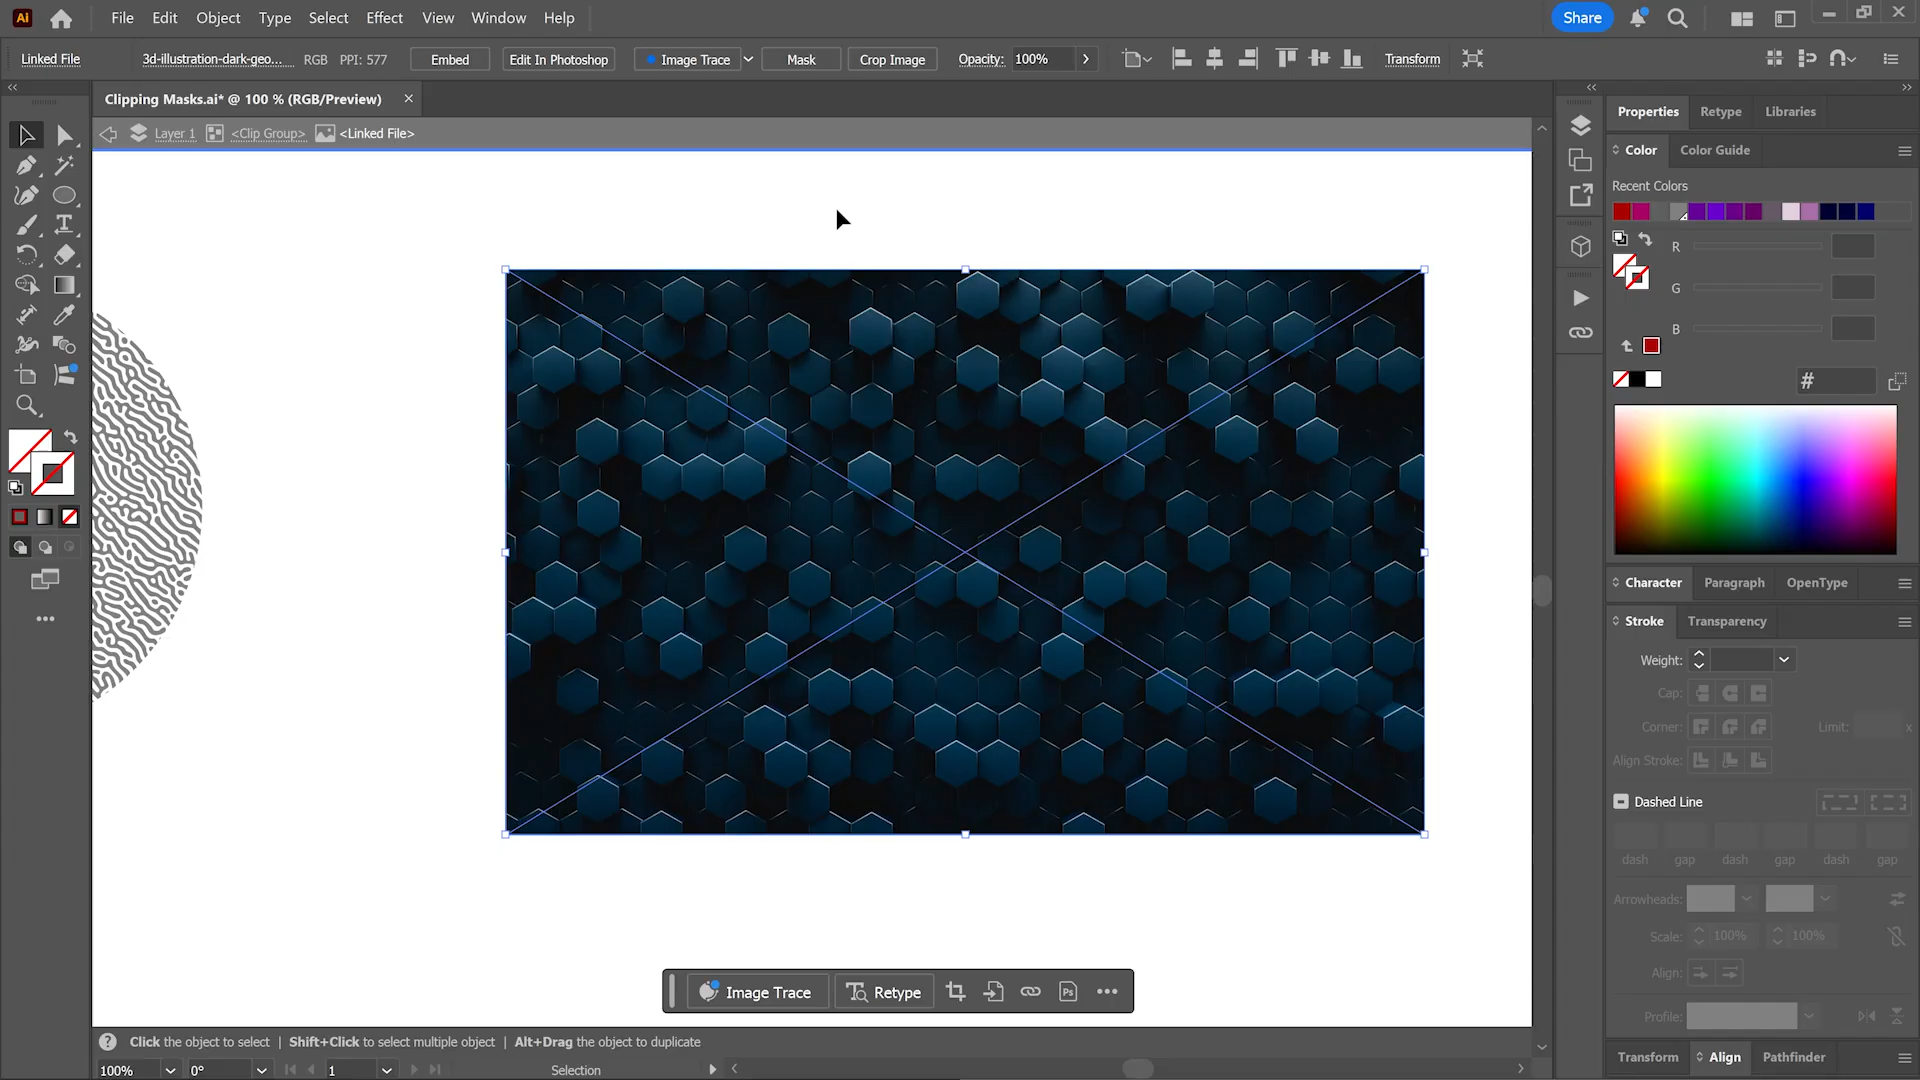 Ai File Edit Object Type Select Effect View Window Help Share
Linked File 3d-illustration-dark-geo... RGB PPI: 577 Embed Edit In Photoshop Image Trace Mask Crop Image Opacity: 100% Transform
Clipping Masks.ai* @ 100 % (RGB/Preview)
Layer 1 <Clip Group> <Linked File>
Properties Retype Libraries
Color Color Guide
Recent Colors
R
G
B
#
Character Paragraph OpenType
Stroke Transparency
Weight:
Cap:
Corner: Limit: x
Align Stroke:
Dashed Line
dash gap dash gap dash gap
Arrowheads:
Scale: 100% 100%
Align:
Profile:
Transform Align Pathfinder
Image Trace Retype Ps
? Click the object to select | Shift+Click to select multiple object | Alt+Drag the object to duplicate
100% 0° 1 Selection